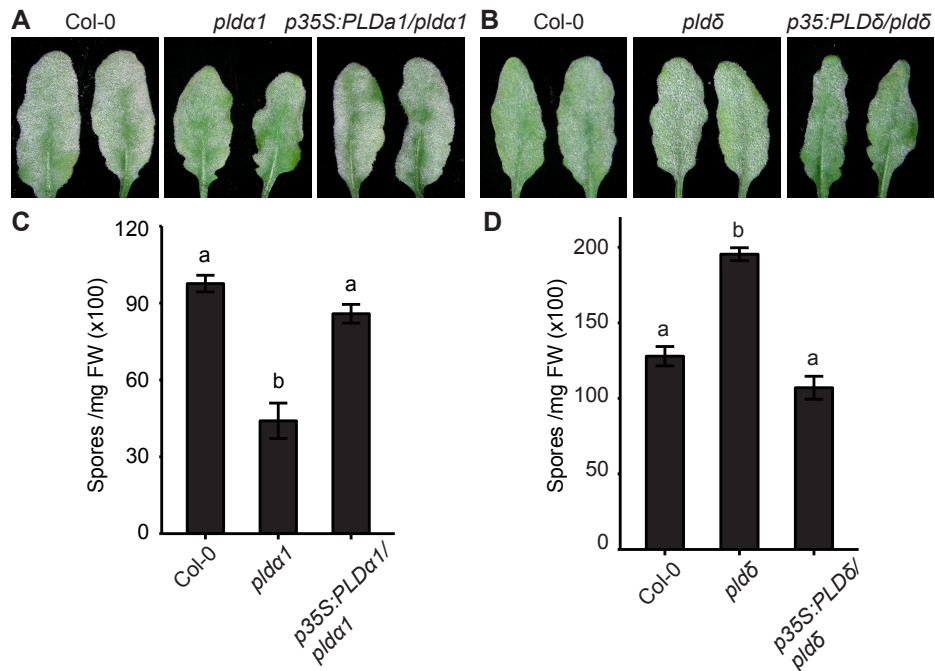 A Col-0 pldα1 p35S:PLDa1/pldα1
B Col-0 pldδ p35:PLDδ/pldδ
C
120
90
60
30
0
Spores /mg FW (x100)
a
b
a
Col-0
pldα1
p35S:PLDα1/
pldα1
D
200
150
100
50
0
Spores /mg FW (x100)
a
b
a
Col-0
pldδ
p35S:PLDδ/
pldδ